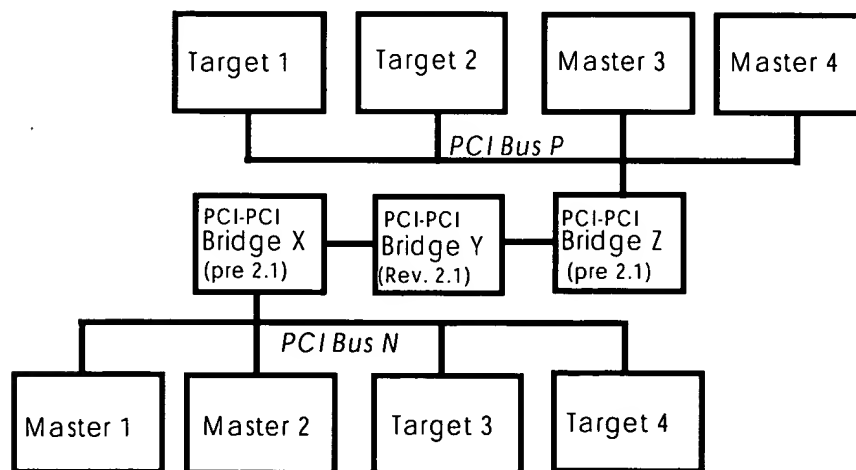 Target 1
Target 2
Master 3
Master 4
PCI Bus P
PCI-PCI
Bridge X
(pre 2.1)
PCI-PCI
Bridge Y
(Rev. 2.1)
PCI-PCI
Bridge Z
(pre 2.1)
PCI Bus N
Master 1
Master 2
Target 3
Target 4